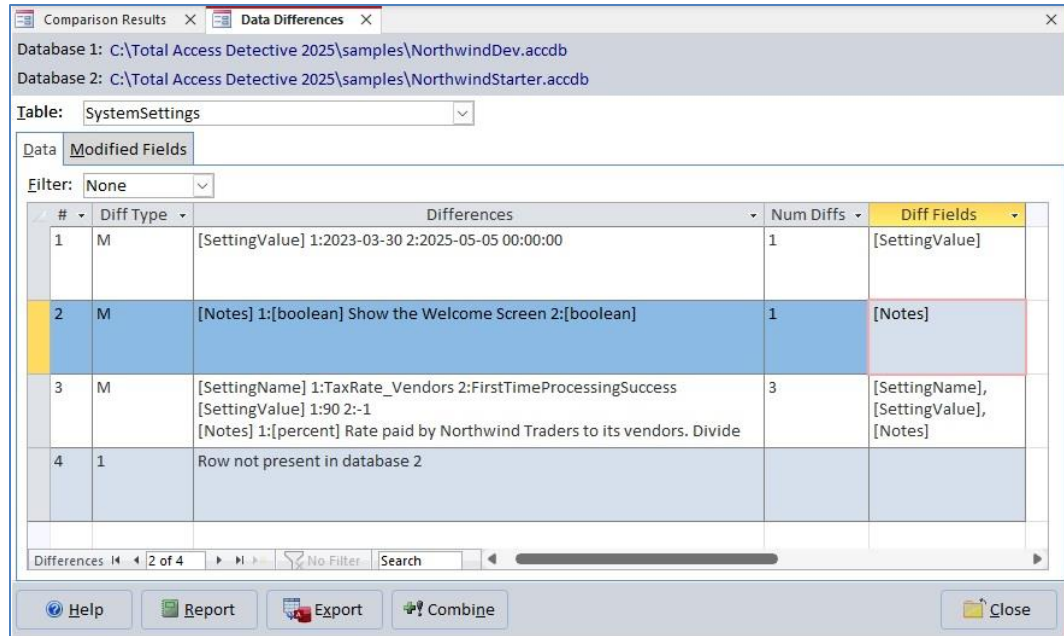 Comparison Results X Data Differences X X
Database 1: C:\Total Access Detective 2025\samples\NorthwindDev.accdb
Database 2: C:\Total Access Detective 2025\samples\NorthwindStarter.accdb
Table: SystemSettings
Data Modified Fields
Filter: None
# Diff Type Differences Num Diffs Diff Fields
1 M [SettingValue] 1:2023-03-30 2:2025-05-05 00:00:00 1 [SettingValue]
2 M [Notes] 1:[boolean] Show the Welcome Screen 2:[boolean] 1 [Notes]
3 M [SettingName] 1:TaxRate_Vendors 2:FirstTimeProcessingSuccess 3 [SettingName],
[SettingValue] 1:90 2:-1 [SettingValue],
[Notes] 1:[percent] Rate paid by Northwind Traders to its vendors. Divide [Notes]
4 1 Row not present in database 2
Differences 2 of 4 No Filter Search
Help Report Export Combine Close